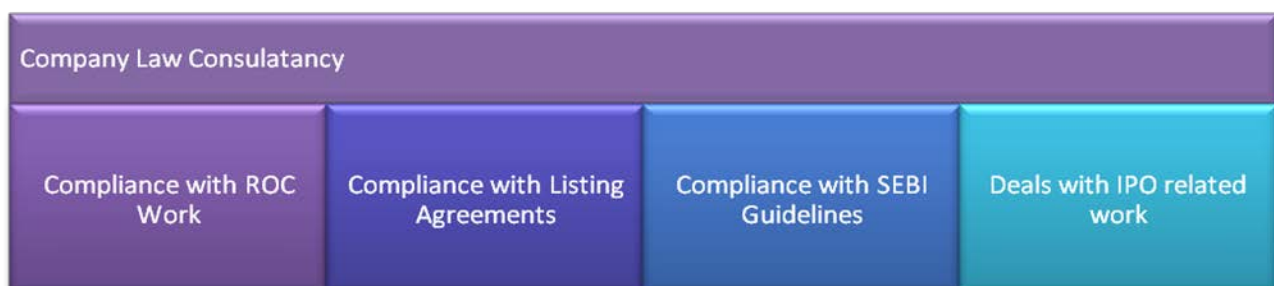 Company Law Consulatancy
Compliance with ROC
Work
Compliance with Listing
Agreements
Compliance with SEBI
Guidelines
Deals with IPO related
work